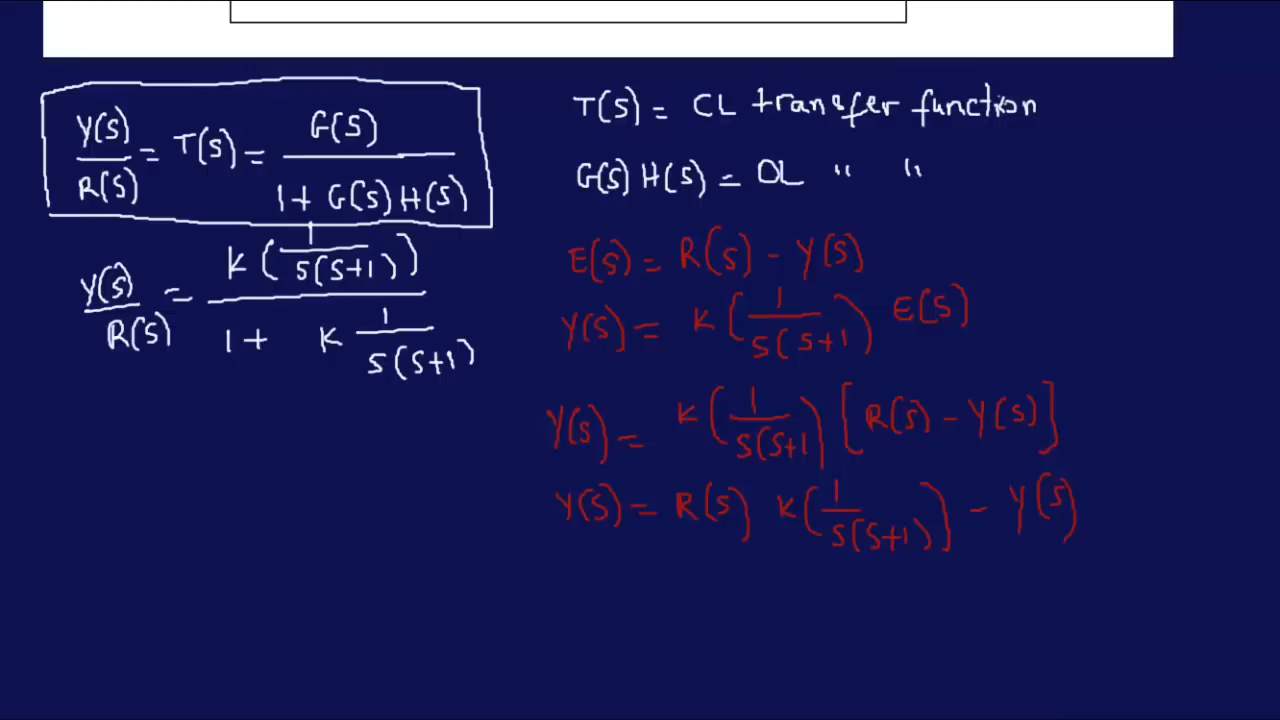 Y(S)/R(S) = T(S) = G(S)/(1 + G(S)H(S))
Y(S)/R(S) = K(1/(S(S+1)))/(1 + K 1/(S(S+1)))
T(S) = CL transfer function
G(S) H(S) = OL " "
E(S) = R(S) - Y(S)
Y(S) = K(1/(S(S+1))) E(S)
Y(S) = K(1/(S(S+1))) [R(S) - Y(S)]
Y(S) = R(S) K(1/(S(S+1))) - Y(S)